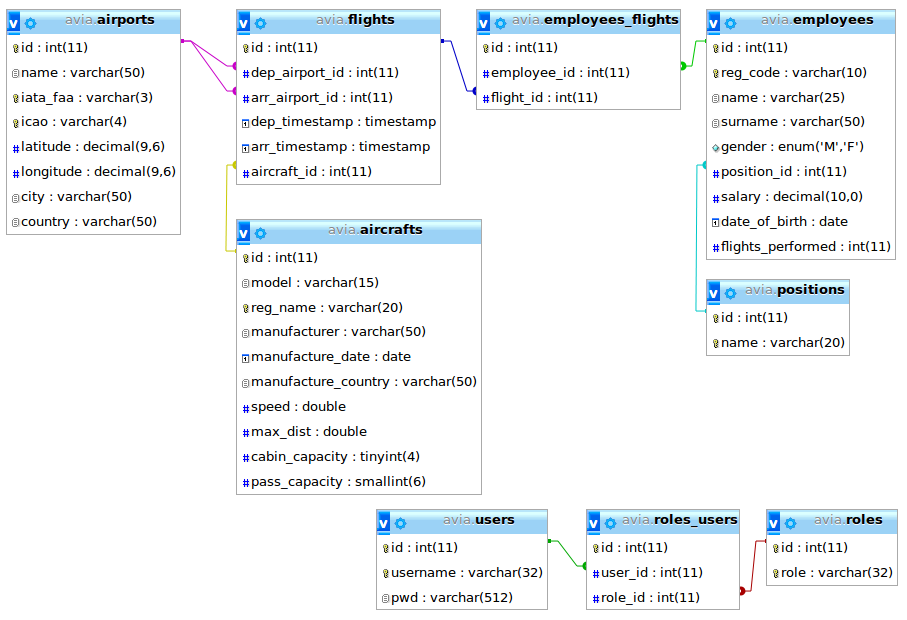 avia.airports
id : int(11)
name : varchar(50)
iata_faa : varchar(3)
icao : varchar(4)
latitude : decimal(9,6)
longitude : decimal(9,6)
city : varchar(50)
country : varchar(50)
avia.flights
id : int(11)
dep_airport_id : int(11)
arr_airport_id : int(11)
dep_timestamp : timestamp
arr_timestamp : timestamp
aircraft_id : int(11)
avia.employees_flights
id : int(11)
employee_id : int(11)
flight_id : int(11)
avia.employees
id : int(11)
reg_code : varchar(10)
name : varchar(25)
surname : varchar(50)
gender : enum('M','F')
position_id : int(11)
salary : decimal(10,0)
date_of_birth : date
flights_performed : int(11)
avia.aircrafts
id : int(11)
model : varchar(15)
reg_name : varchar(20)
manufacturer : varchar(50)
manufacture_date : date
manufacture_country : varchar(50)
speed : double
max_dist : double
cabin_capacity : tinyint(4)
pass_capacity : smallint(6)
avia.positions
id : int(11)
name : varchar(20)
avia.users
id : int(11)
username : varchar(32)
pwd : varchar(512)
avia.roles_users
id : int(11)
user_id : int(11)
role_id : int(11)
avia.roles
id : int(11)
role : varchar(32)